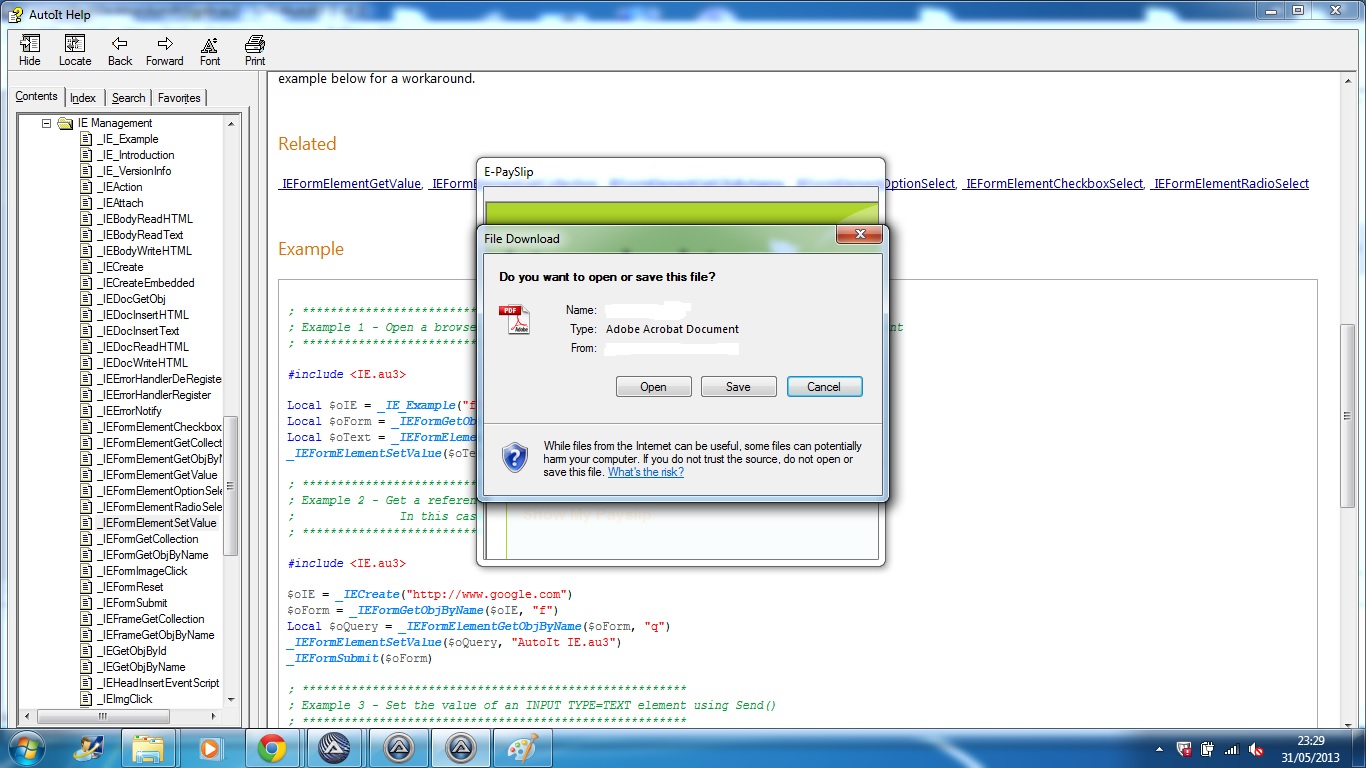 AutoIt Help
Hide Locate Back Forward Font Print
Contents Index Search Favorites
IE Management
_IE_Example
_IE_Introduction
_IE_VersionInfo
_IEAction
_IEAttach
_IEBodyReadHTML
_IEBodyReadText
_IEBodyWriteHTML
_IECreate
_IECreateEmbedded
_IEDocGetObj
_IEDocInsertHTML
_IEDocInsertText
_IEDocReadHTML
_IEDocWriteHTML
_IEErrorHandlerDeRegiste
_IEErrorHandlerRegister
_IEErrorNotify
_IEFormElementCheckbox
_IEFormElementGetCollect
_IEFormElementGetObjByN
_IEFormElementGetValue
_IEFormElementOptionSele
_IEFormElementRadioSele
_IEFormElementSetValue
_IEFormGetCollection
_IEFormGetObjByName
_IEFormImageClick
_IEFormReset
_IEFormSubmit
_IEFrameGetCollection
_IEFrameGetObjByName
_IEGetObjById
_IEGetObjByName
_IEHeadInsertEventScript
_IEImgClick
example below for a workaround.
Related
_IEFormElementGetValue, _IEFormE OptionSelect, _IEFormElementCheckboxSelect, _IEFormElementRadioSelect
Example
; *************************
; Example 1 - Open a browse nt
; *************************
#include <IE.au3>
Local $oIE = _IE_Example("f
Local $oForm = _IEFormGetOb
Local $oText = _IEFormEleme
_IEFormElementSetValue($oTe
; *************************
; Example 2 - Get a referen
; In this cas
; *************************
#include <IE.au3>
$oIE = _IECreate("http://www.google.com")
$oForm = _IEFormGetObjByName($oIE, "f")
Local $oQuery = _IEFormElementGetObjByName($oForm, "q")
_IEFormElementSetValue($oQuery, "AutoIt IE.au3")
_IEFormSubmit($oForm)
; *******************************************************
; Example 3 - Set the value of an INPUT TYPE=TEXT element using Send()
; *******************************************************
E-PaySlip
File Download
Do you want to open or save this file?
PDF
Adobe
Name:
Type: Adobe Acrobat Document
From:
Open Save Cancel
While files from the Internet can be useful, some files can potentially
harm your computer. If you do not trust the source, do not open or
save this file. What's the risk?
Show My Payslip
23:29
31/05/2013